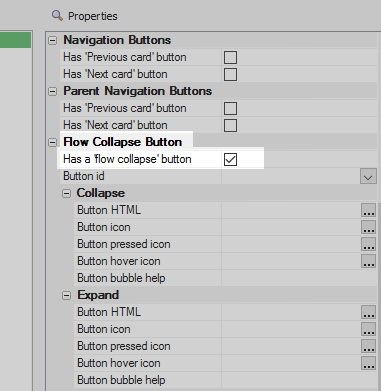 Properties
Navigation Buttons
Has 'Previous card' button
Has 'Next card' button
Parent Navigation Buttons
Has 'Previous card' button
Has 'Next card' button
Flow Collapse Button
Has a 'flow collapse' button
Button id
Collapse
Button HTML
Button icon
Button pressed icon
Button hover icon
Button bubble help
Expand
Button HTML
Button icon
Button pressed icon
Button hover icon
Button bubble help